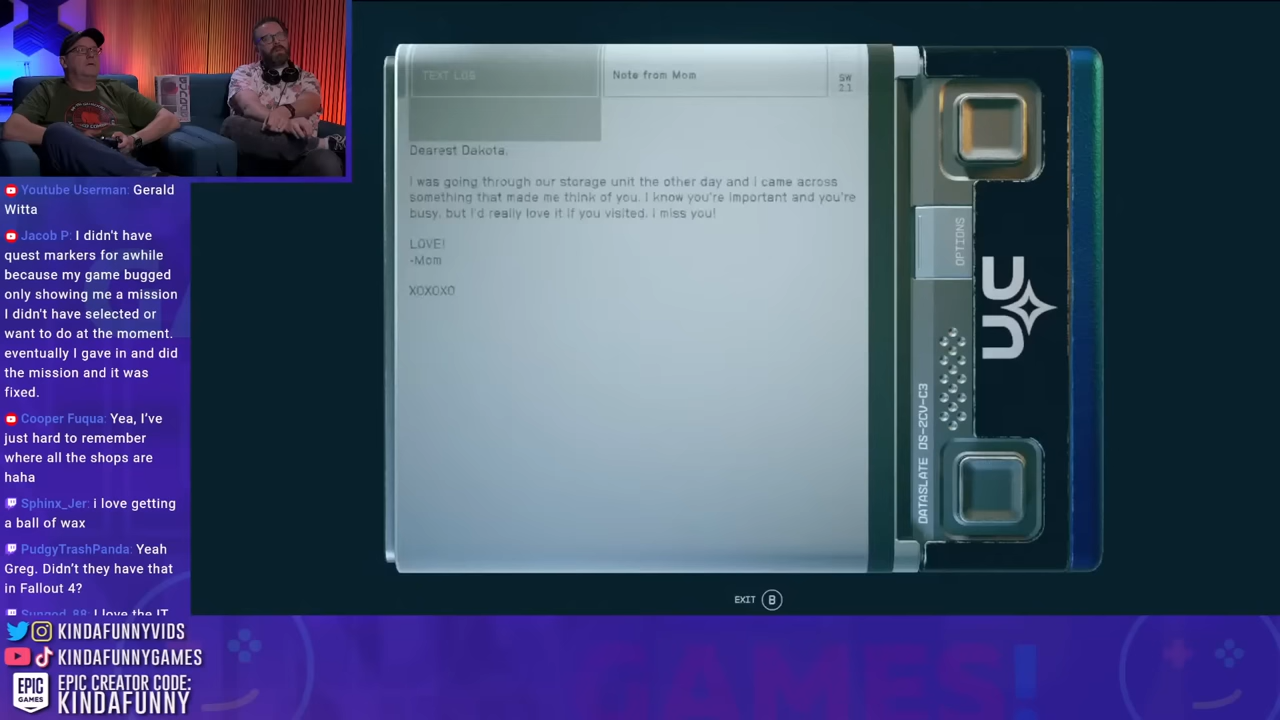 TEXT LOG
Note from Mom
SW
2.1
Dearest Dakota,
I was going through our storage unit the other day and I came across
something that made me think of you. I know you're important and you're
busy, but I'd really love it if you visited. I miss you!
LOVE!
-Mom
XOXOXO
OPTIONS
UC
DATASLATE DS-2CV-C3
EXIT B
Youtube Userman: Gerald
Witta
Jacob P: I didn't have
quest markers for awhile
because my game bugged
only showing me a mission
I didn't have selected or
want to do at the moment.
eventually I gave in and did
the mission and it was
fixed.
Cooper Fuqua: Yea, I’ve
just hard to remember
where all the shops are
haha
Sphinx_Jer: i love getting
a ball of wax
PudgyTrashPanda: Yeah
Greg. Didn’t they have that
in Fallout 4?
Sungod_88: I love the IT
KINDAFUNNYVIDS
KINDAFUNNYGAMES
EPIC GAMES
EPIC CREATOR CODE:
KINDAFUNNY
GAMES!